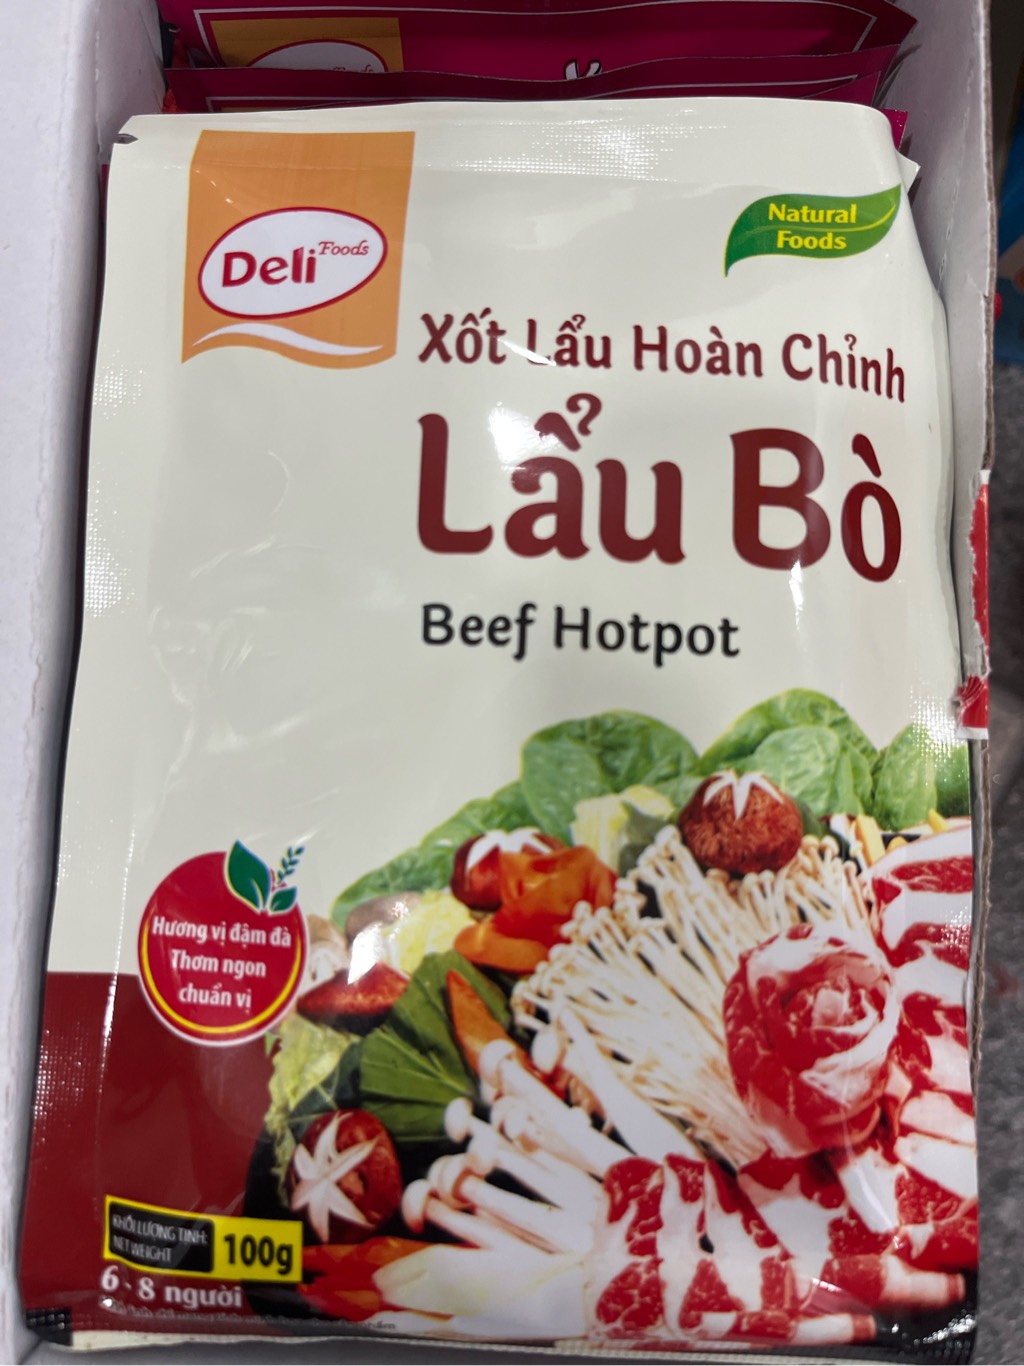 Deli Foods
Natural
Foods
Xốt Lẩu Hoàn Chỉnh
Lẩu Bò
Beef Hotpot
Hương vị đậm đà
Thơm ngon
chuẩn vị
KHỐI LƯỢNG TỊNH:
NET WEIGHT
100g
6 - 8 người